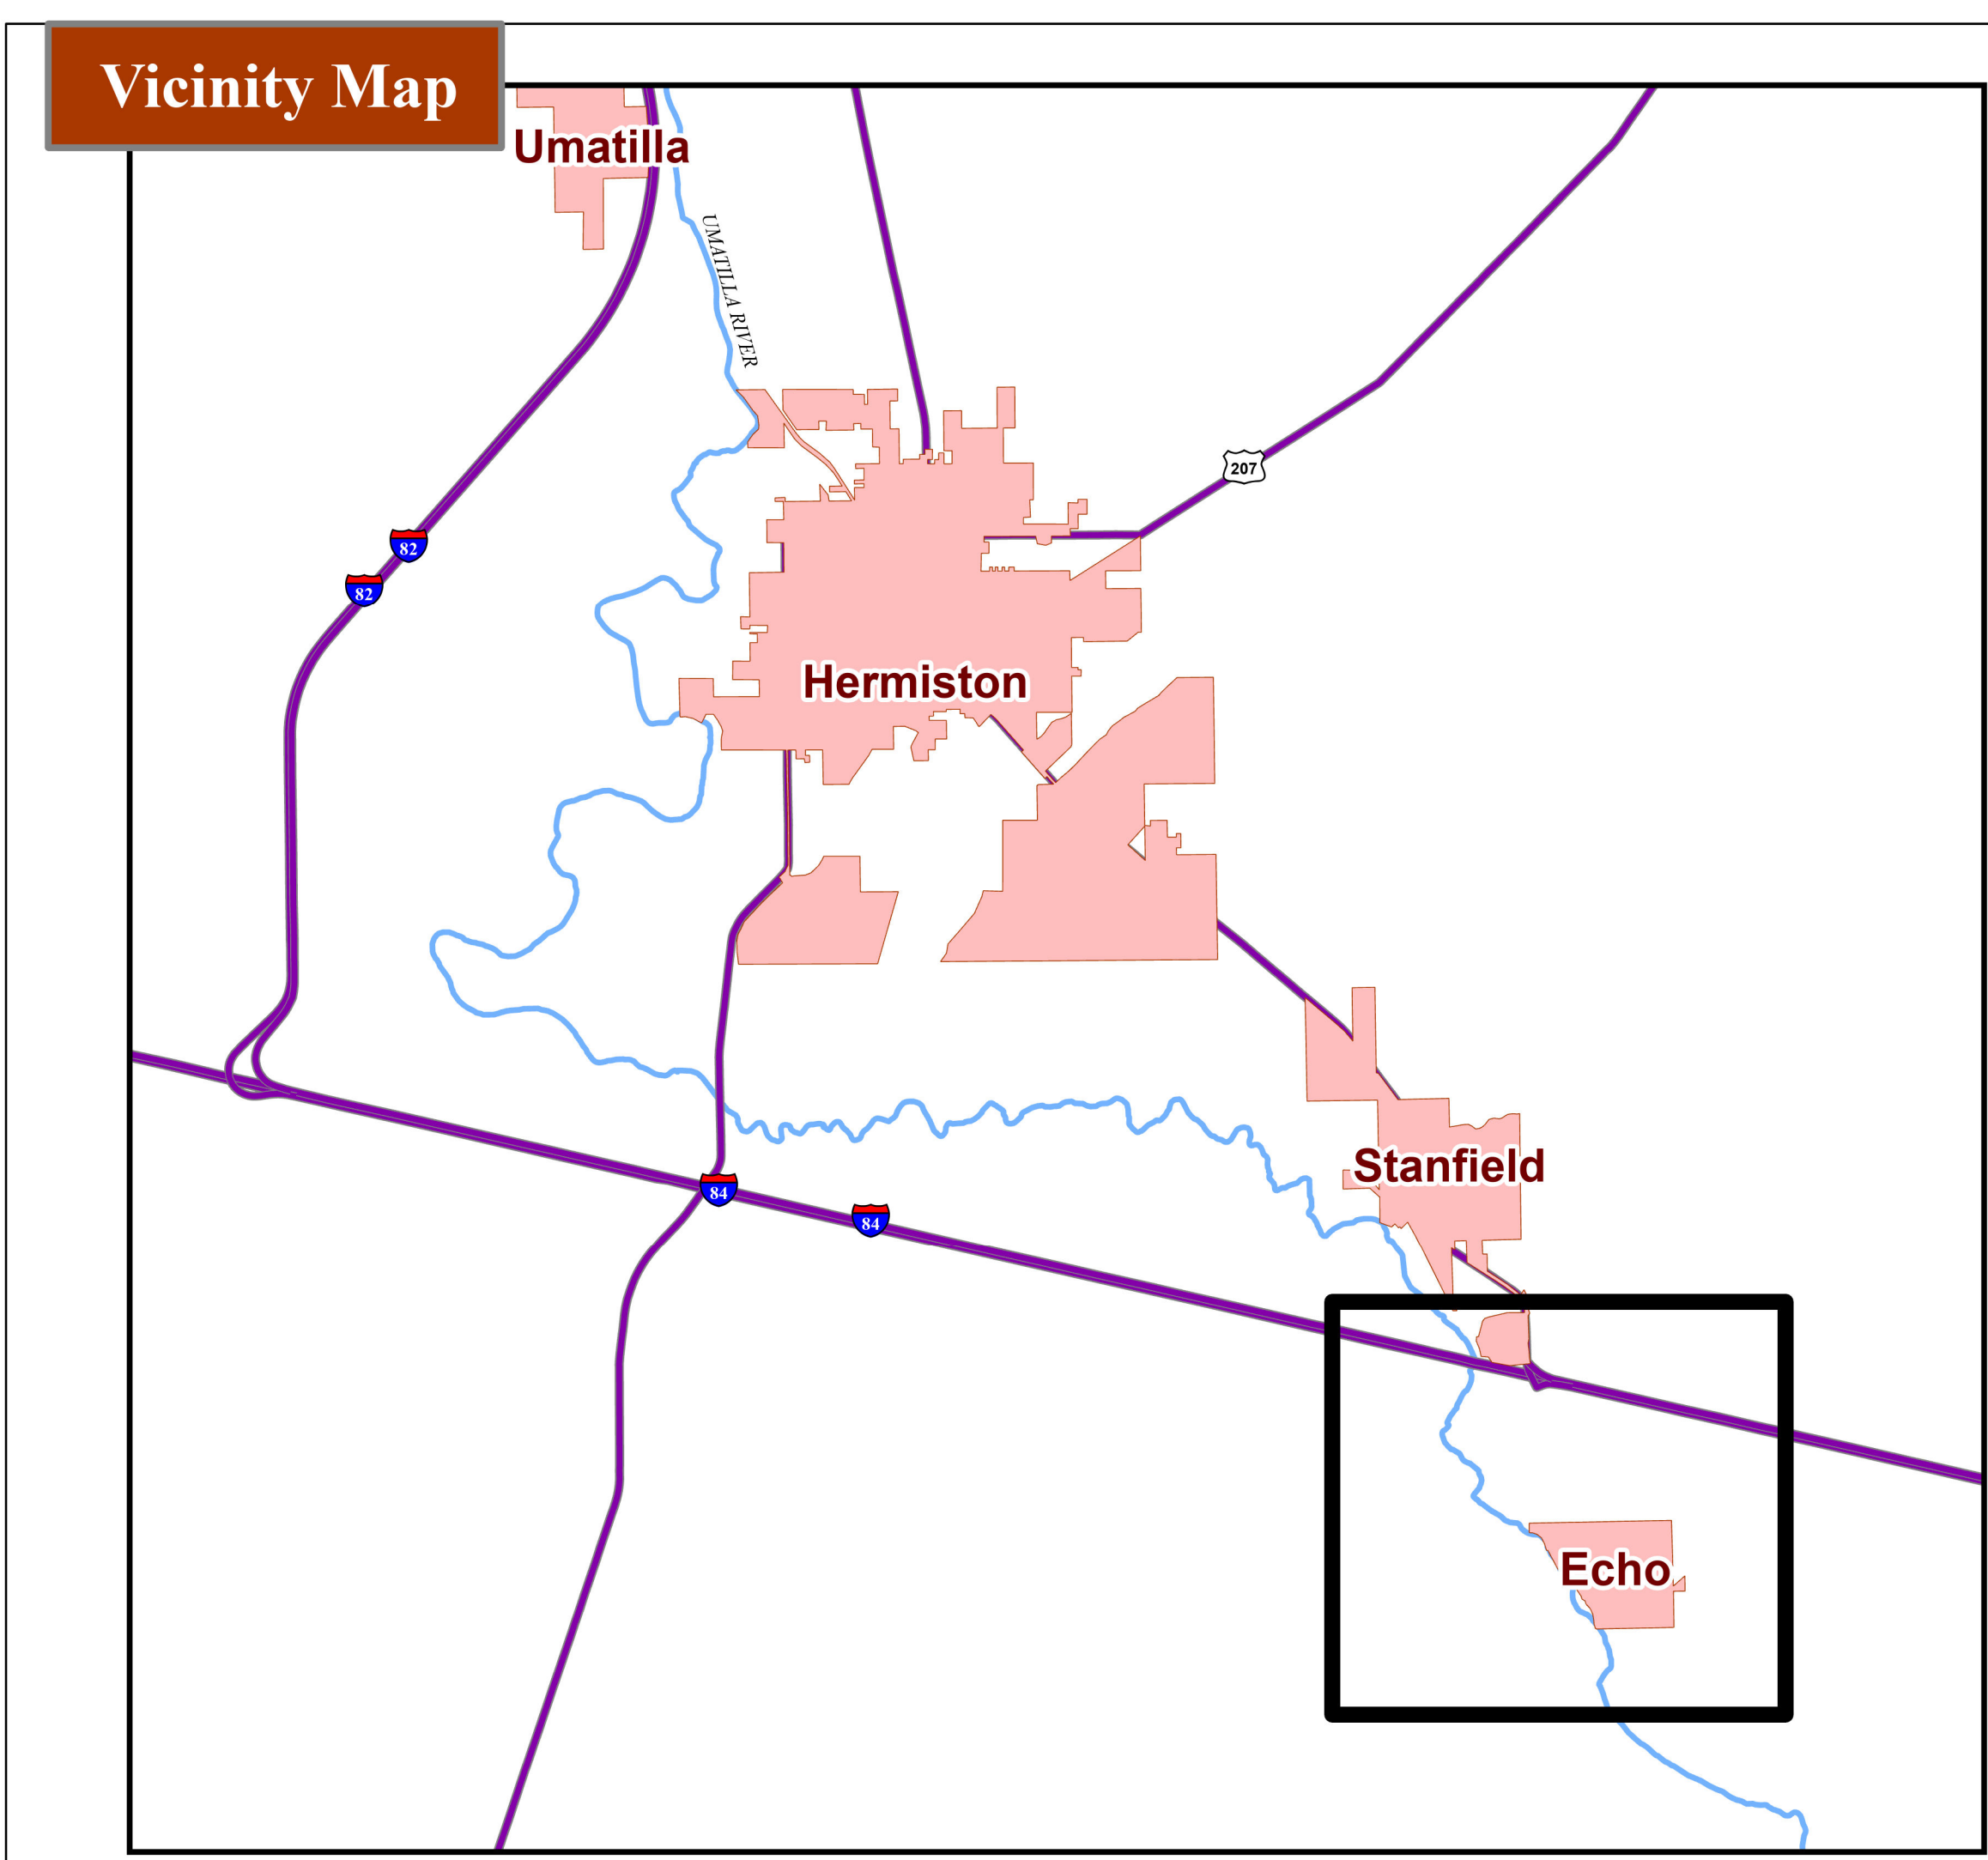 Vicinity Map
Umatilla
UMATILLA RIVER
207
82
82
Hermiston
Stanfield
84
84
Echo